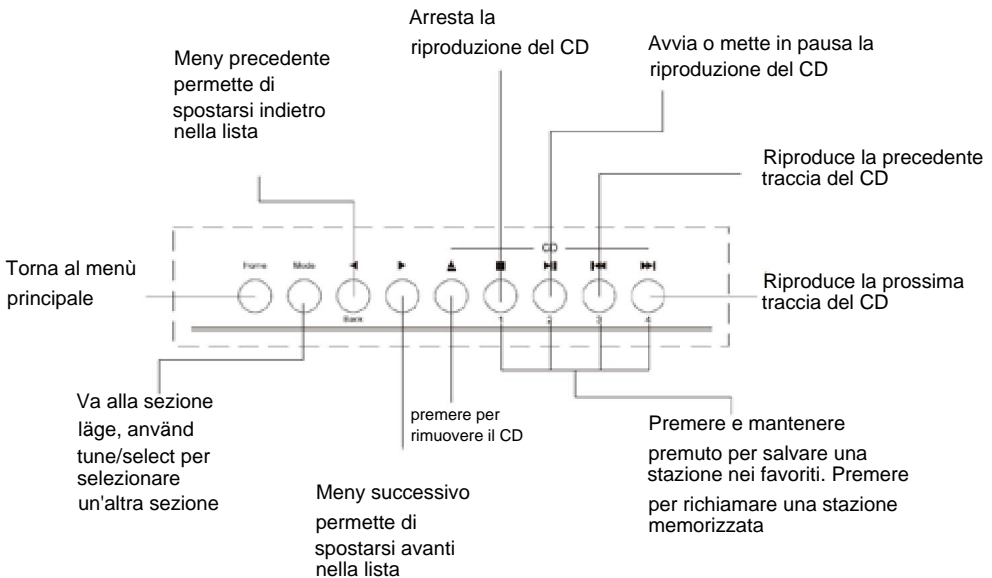 Arresta la
riproduzione del CD
Avvia o mette in pausa la
riproduzione del CD
Meny precedente
permette di
spostarsi indietro
nella lista
Riproduce la precedente
traccia del CD
Torna al menù
principale
Home Mode
CD
Back
1 2 3 4
Riproduce la prossima
traccia del CD
Va alla sezione
läge, använd
tune/select per
selezionare
un'altra sezione
premere per
rimuovere il CD
Meny successivo
permette di
spostarsi avanti
nella lista
Premere e mantenere
premuto per salvare una
stazione nei favoriti. Premere
per richiamare una stazione
memorizzata